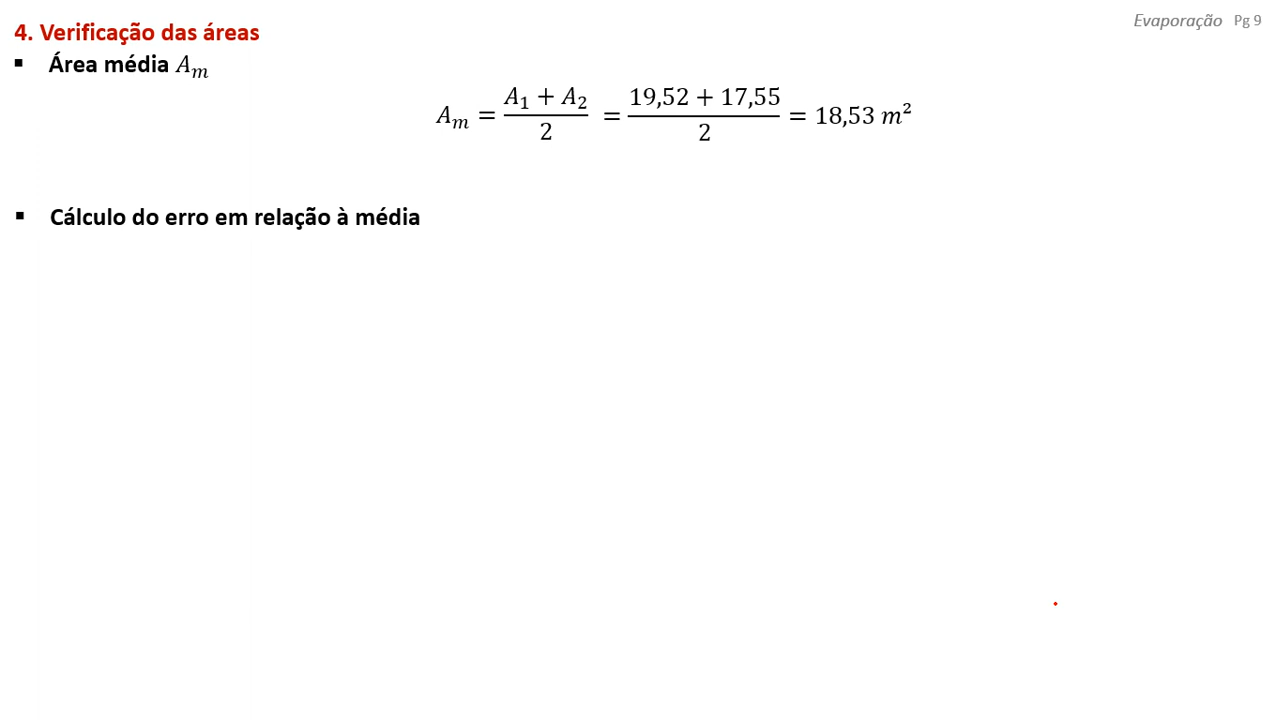 Evaporação Pg 9
4. Verificação das áreas
▪ Área média A_m
A_m = (A_1 + A_2)/2 = (19,52 + 17,55)/2 = 18,53 m²
▪ Cálculo do erro em relação à média